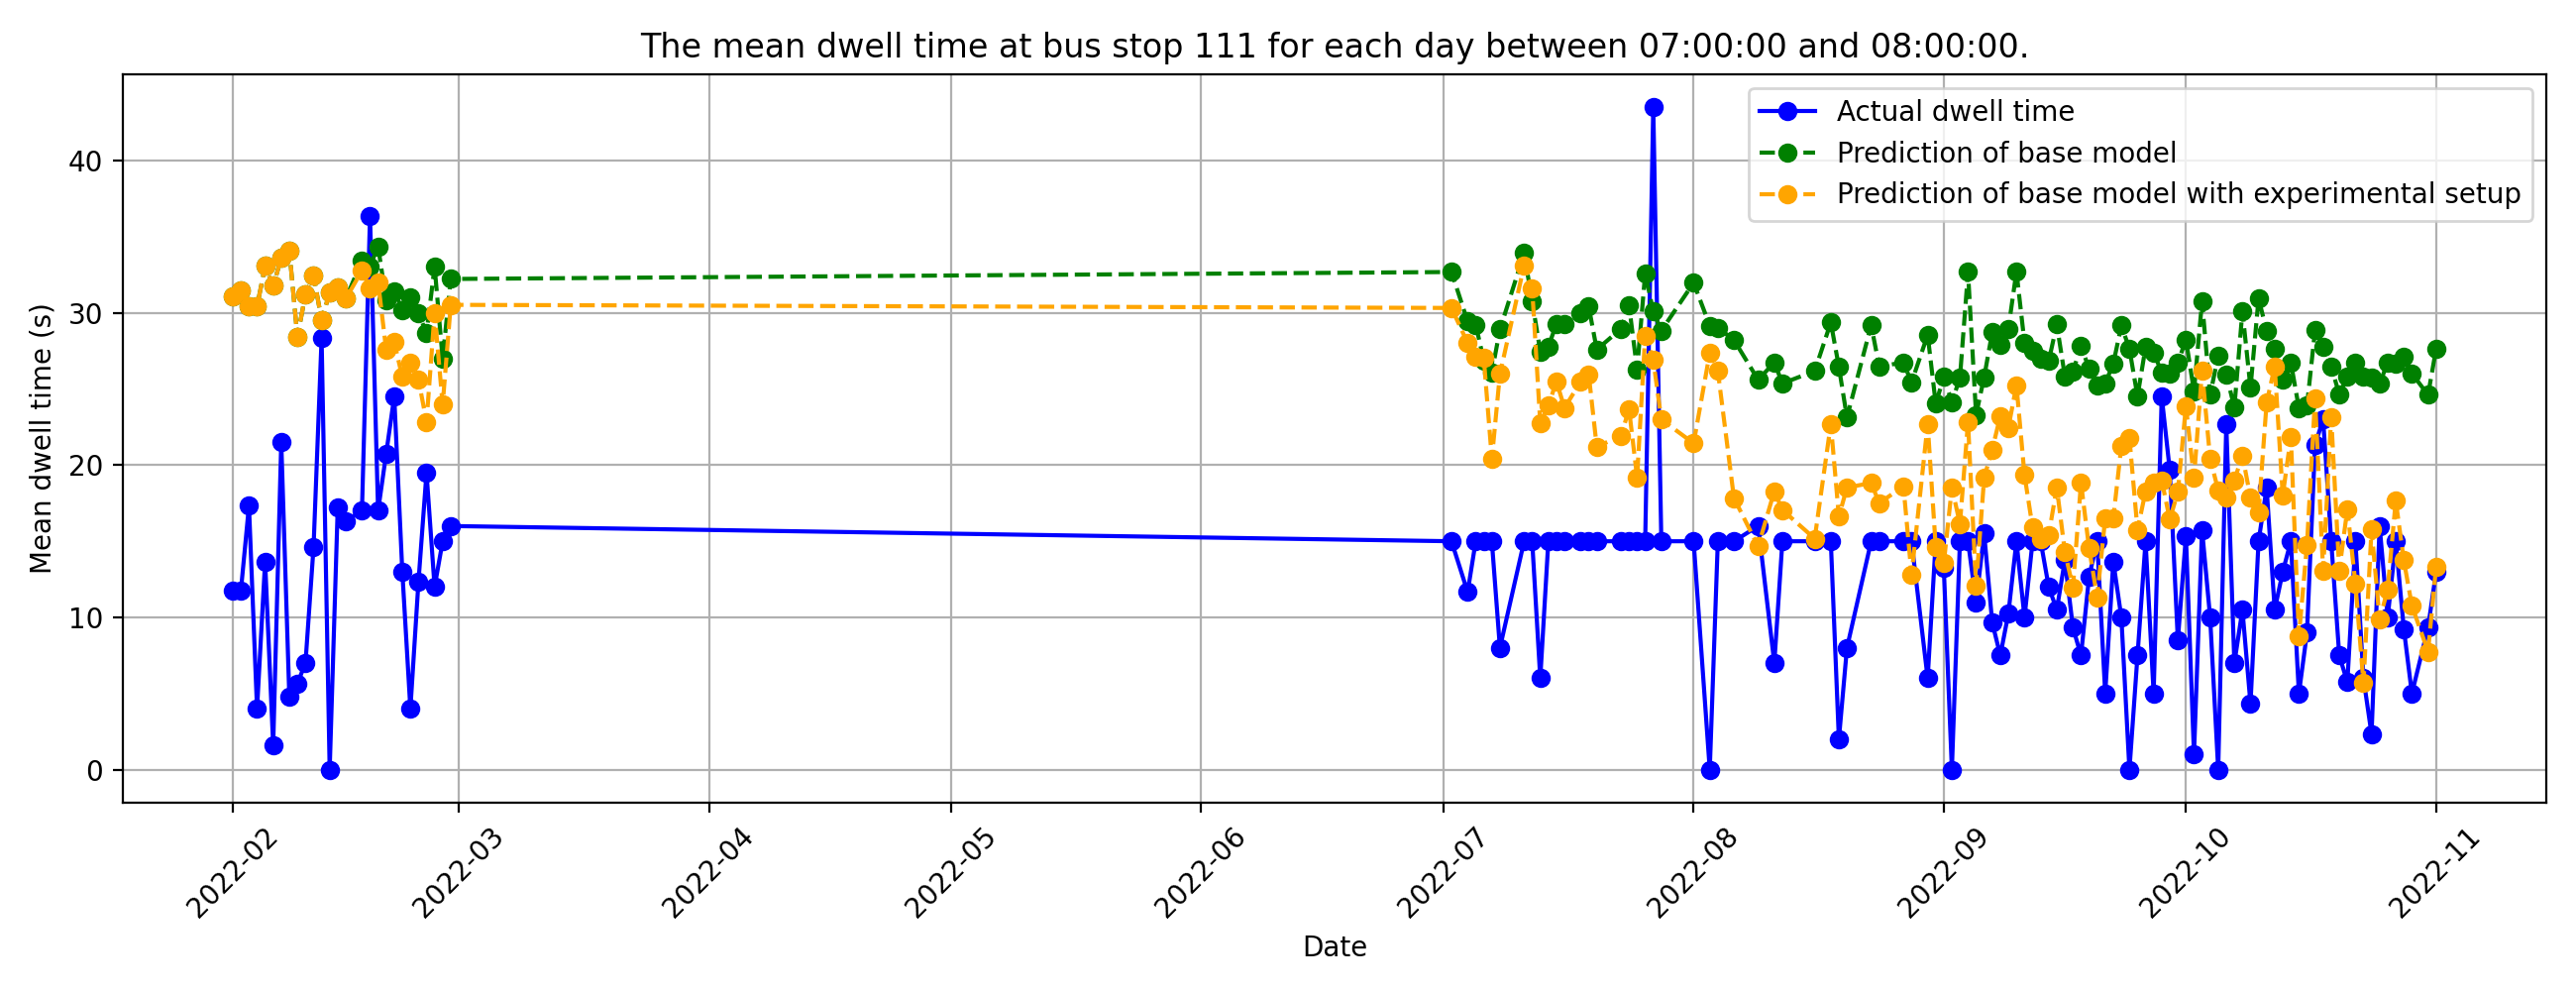 The mean dwell time at bus stop 111 for each day between 07:00:00 and 08:00:00.
Actual dwell time
Prediction of base model
Prediction of base model with experimental setup
Mean dwell time (s)
40
30
20
10
0
2022-02
2022-03
2022-04
2022-05
2022-06
2022-07
2022-08
2022-09
2022-10
2022-11
Date